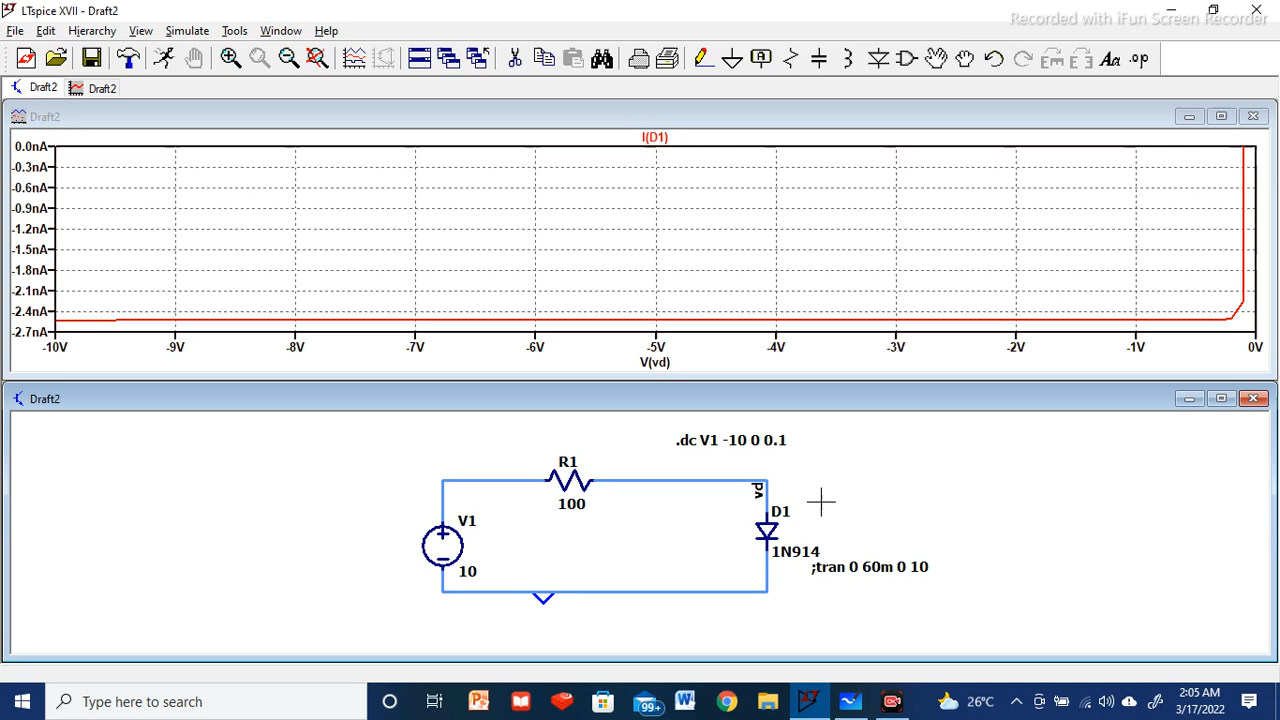 LTspice XVII - Draft2
Recorded with iFun Screen Recorder
File Edit Hierarchy View Simulate Tools Window Help
A Aa .op
Draft2 Draft2
Draft2
I(D1)
0.0nA
-0.3nA
-0.6nA
-0.9nA
-1.2nA
-1.5nA
-1.8nA
-2.1nA
-2.4nA
-2.7nA
-10V -9V -8V -7V -6V -5V -4V -3V -2V -1V 0V
V(vd)
Draft2
.dc V1 -10 0 0.1
R1
100
vd
D1
V1
1N914
10
;tran 0 60m 0 10
Type here to search
99+
26°C
2:05 AM
3/17/2022